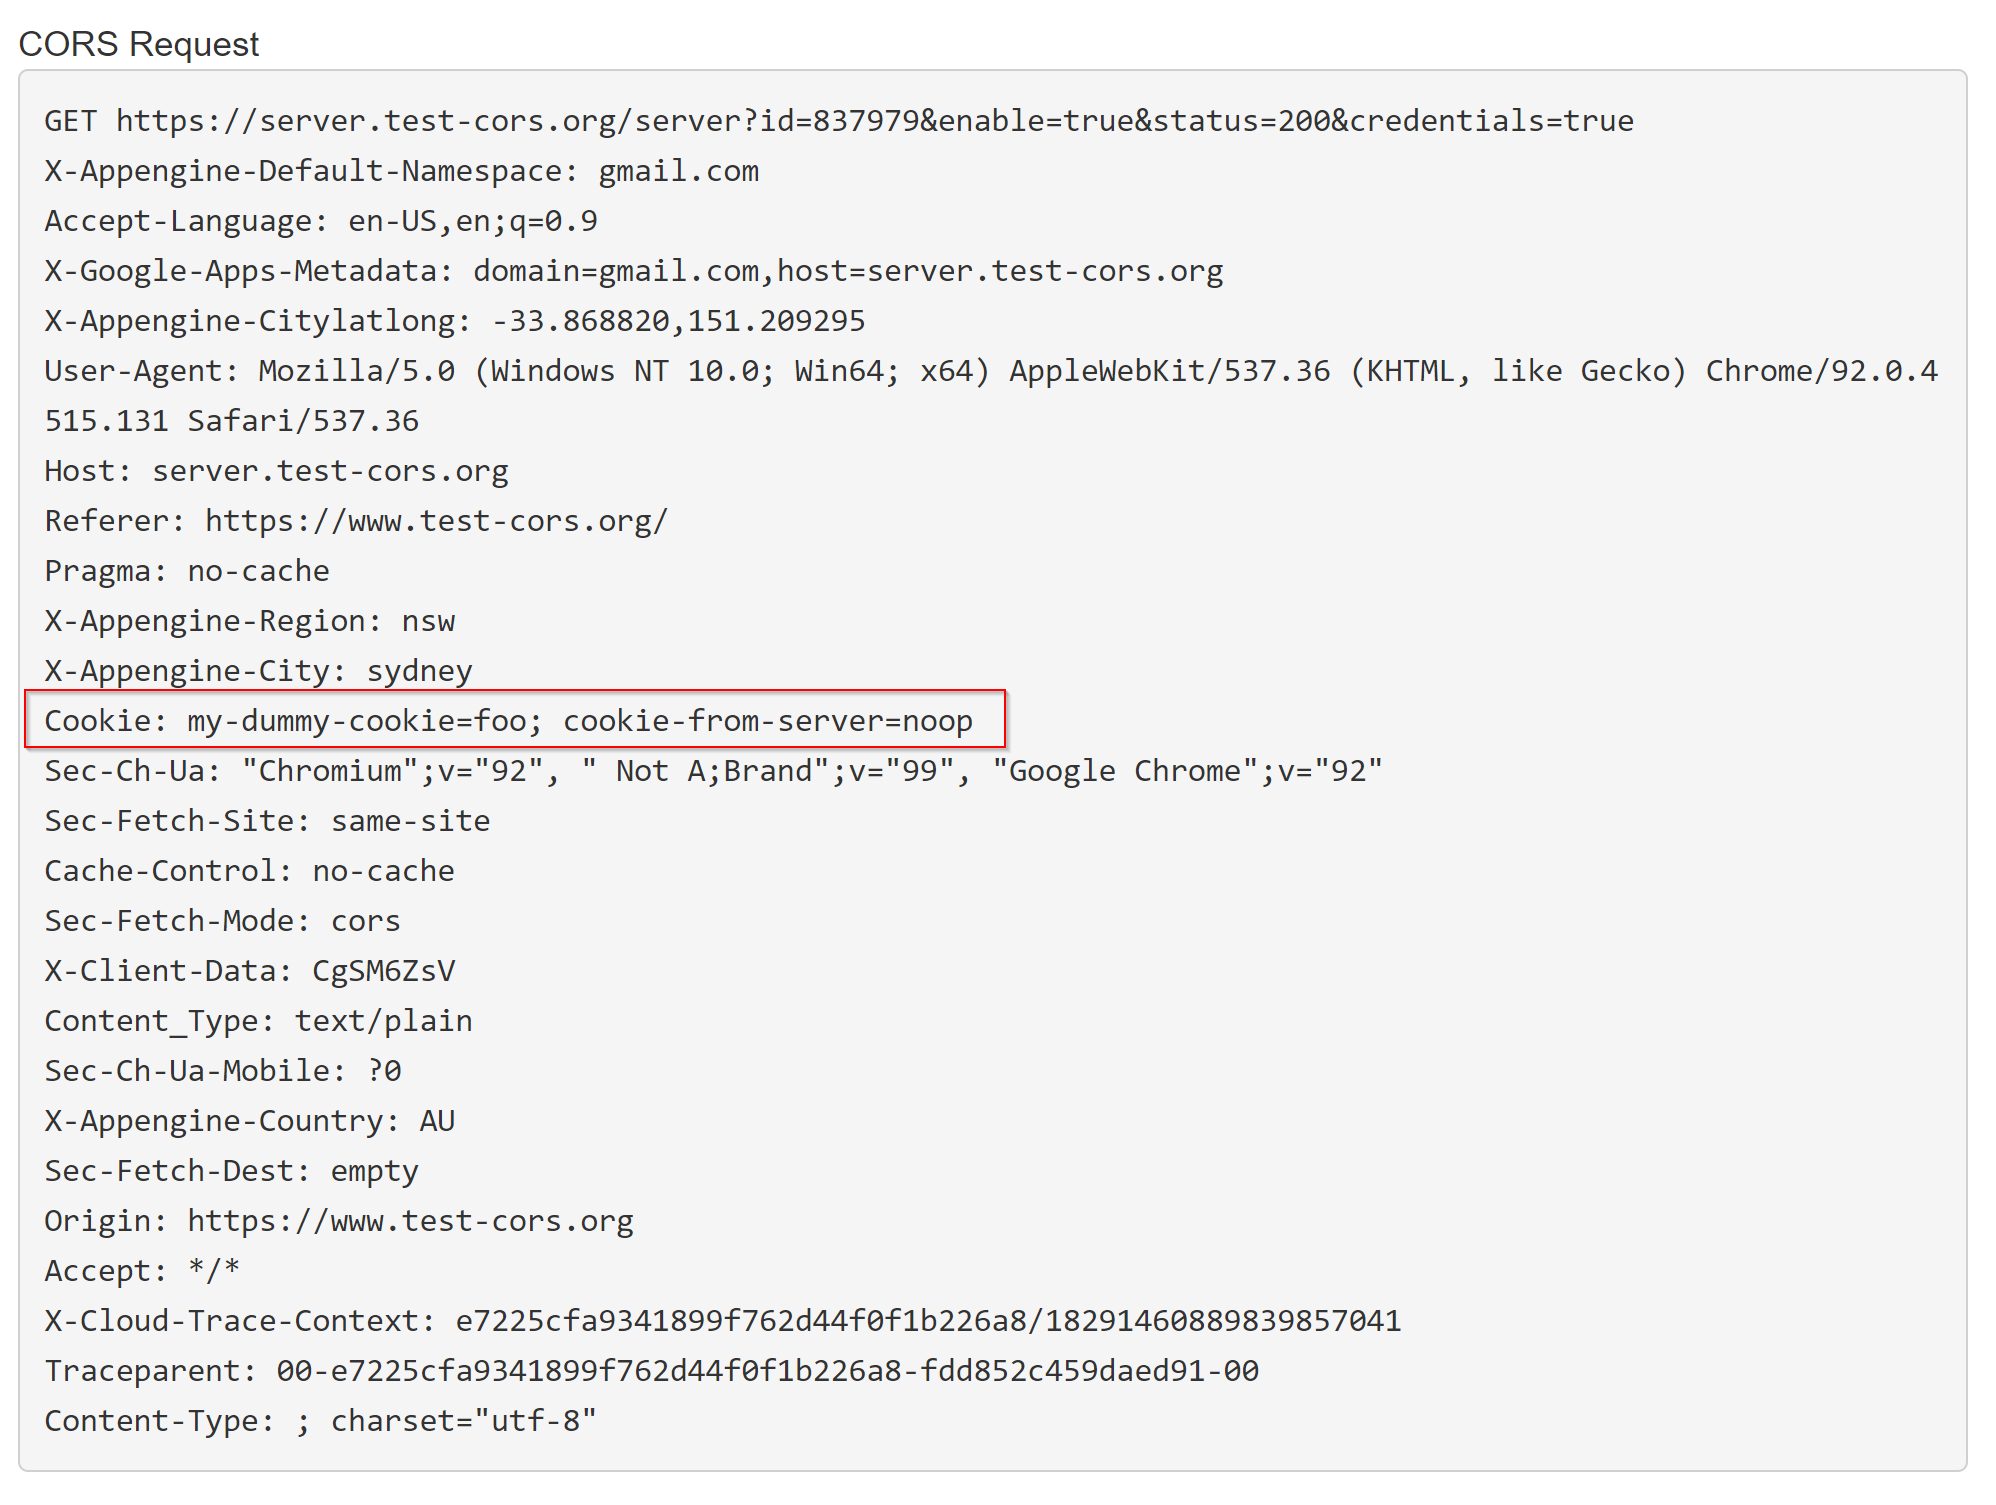 CORS Request
GET https://server.test-cors.org/server?id=837979&enable=true&status=200&credentials=true
X-Appengine-Default-Namespace: gmail.com
Accept-Language: en-US,en;q=0.9
X-Google-Apps-Metadata: domain=gmail.com,host=server.test-cors.org
X-Appengine-Citylatlong: -33.868820,151.209295
User-Agent: Mozilla/5.0 (Windows NT 10.0; Win64; x64) AppleWebKit/537.36 (KHTML, like Gecko) Chrome/92.0.4
515.131 Safari/537.36
Host: server.test-cors.org
Referer: https://www.test-cors.org/
Pragma: no-cache
X-Appengine-Region: nsw
X-Appengine-City: sydney
Cookie: my-dummy-cookie=foo; cookie-from-server=noop
Sec-Ch-Ua: "Chromium";v="92", " Not A;Brand";v="99", "Google Chrome";v="92"
Sec-Fetch-Site: same-site
Cache-Control: no-cache
Sec-Fetch-Mode: cors
X-Client-Data: CgSM6ZsV
Content_Type: text/plain
Sec-Ch-Ua-Mobile: ?0
X-Appengine-Country: AU
Sec-Fetch-Dest: empty
Origin: https://www.test-cors.org
Accept: */*
X-Cloud-Trace-Context: e7225cfa9341899f762d44f0f1b226a8/18291460889839857041
Traceparent: 00-e7225cfa9341899f762d44f0f1b226a8-fdd852c459daed91-00
Content-Type: ; charset="utf-8"